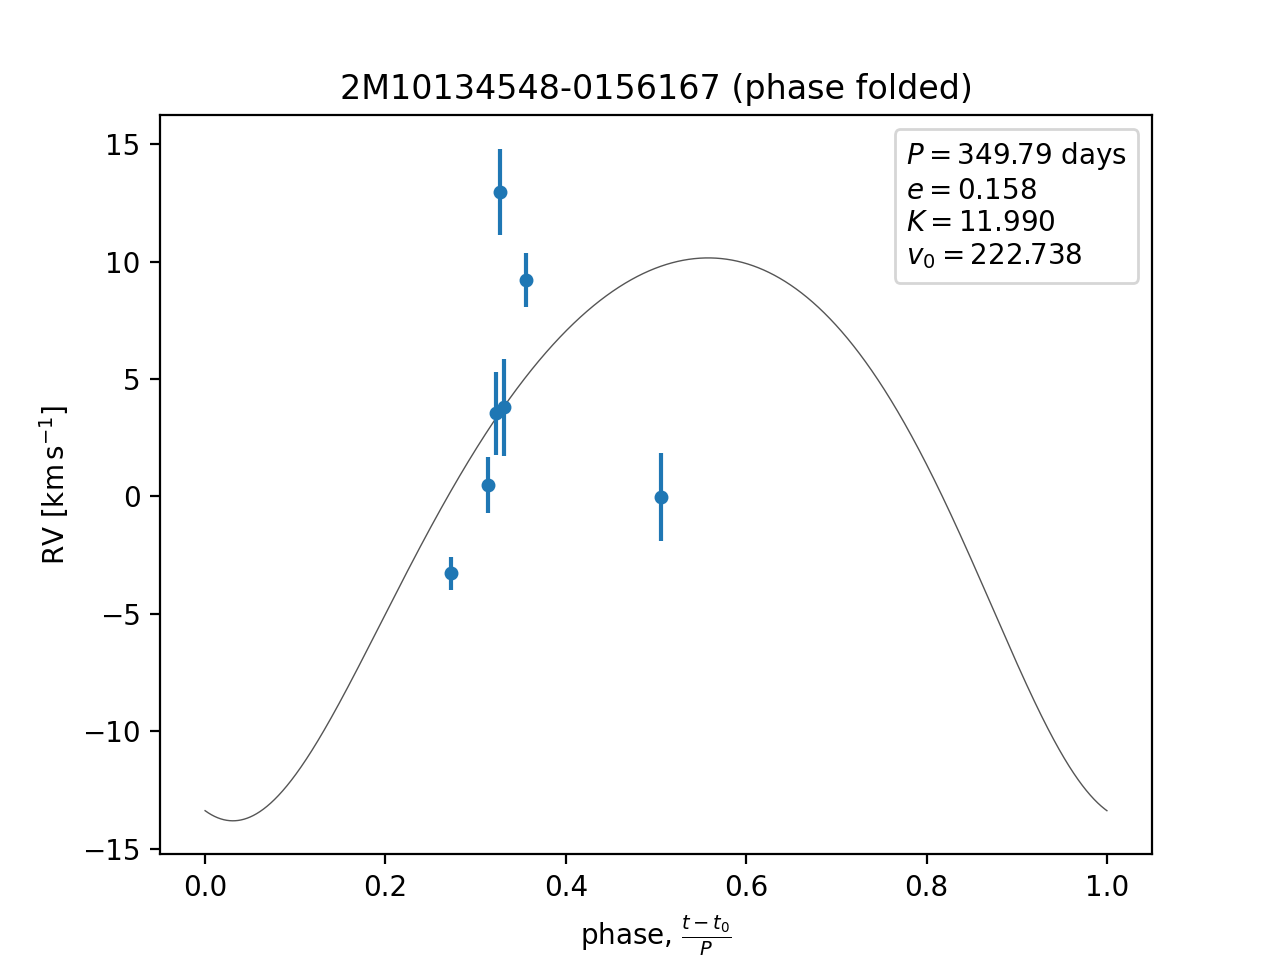 2M10134548-0156167 (phase folded)
P = 349.79 days
e = 0.158
K = 11.990
v₀ = 222.738
15
10
5
0
−5
−10
−15
RV [km s⁻¹]
0.0 0.2 0.4 0.6 0.8 1.0
phase, (t − t₀)/P